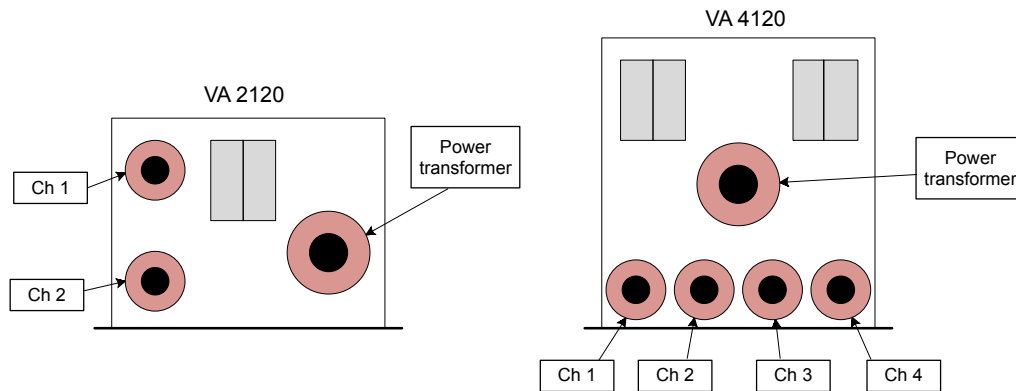 VA 2120
Ch 1
Ch 2
Power
transformer
VA 4120
Power
transformer
Ch 1
Ch 2
Ch 3
Ch 4